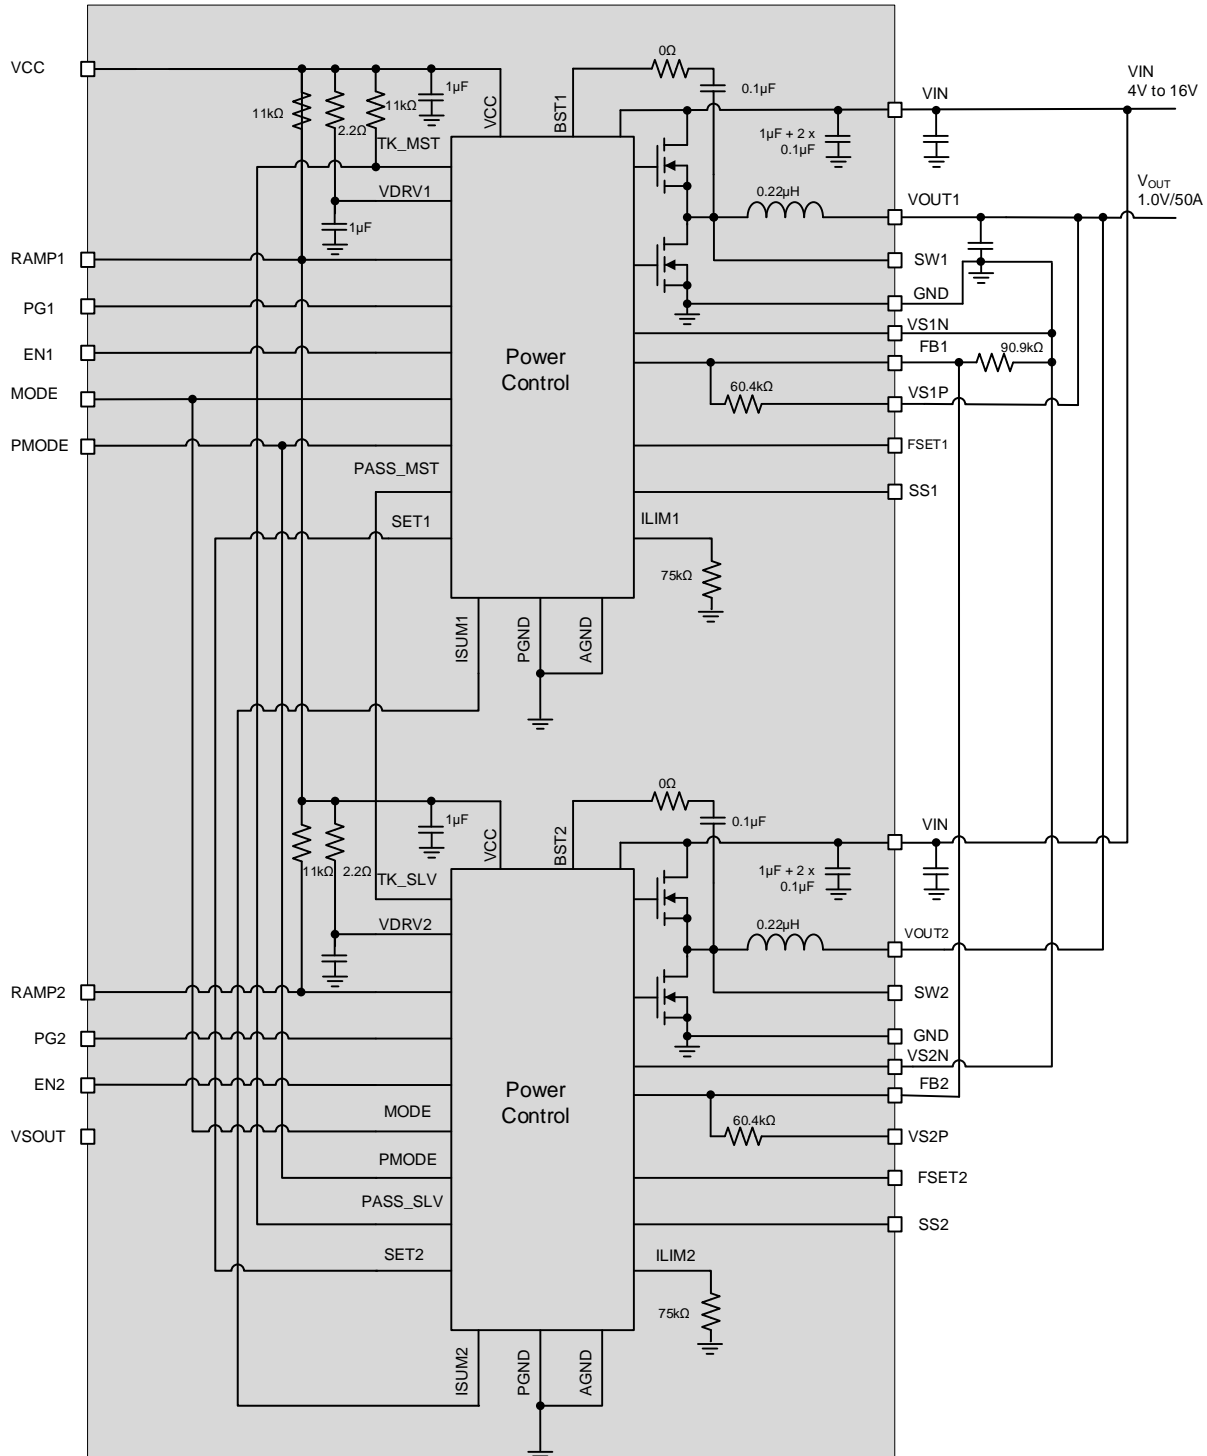 VCC
11kΩ
2.2Ω
11kΩ
1µF
VCC
BST1
0Ω
0.1µF
VIN
VIN
4V to 16V
TK_MST
1µF + 2 x
0.1µF
VDRV1
1µF
0.22µH
VOUT1
VOUT
1.0V/50A
RAMP1
SW1
GND
PG1
VS1N
EN1
Power
Control
FB1
90.9kΩ
MODE
60.4kΩ
VS1P
PMODE
FSET1
PASS_MST
SS1
SET1
ILIM1
75kΩ
ISUM1
PGND
AGND
0Ω
1µF
VCC
BST2
0.1µF
VIN
11kΩ
2.2Ω
TK_SLV
1µF + 2 x
0.1µF
VDRV2
0.22µH
VOUT2
RAMP2
SW2
PG2
GND
VS2N
EN2
Power
Control
FB2
MODE
60.4kΩ
VSOUT
VS2P
PMODE
FSET2
PASS_SLV
SS2
SET2
ILIM2
75kΩ
ISUM2
PGND
AGND